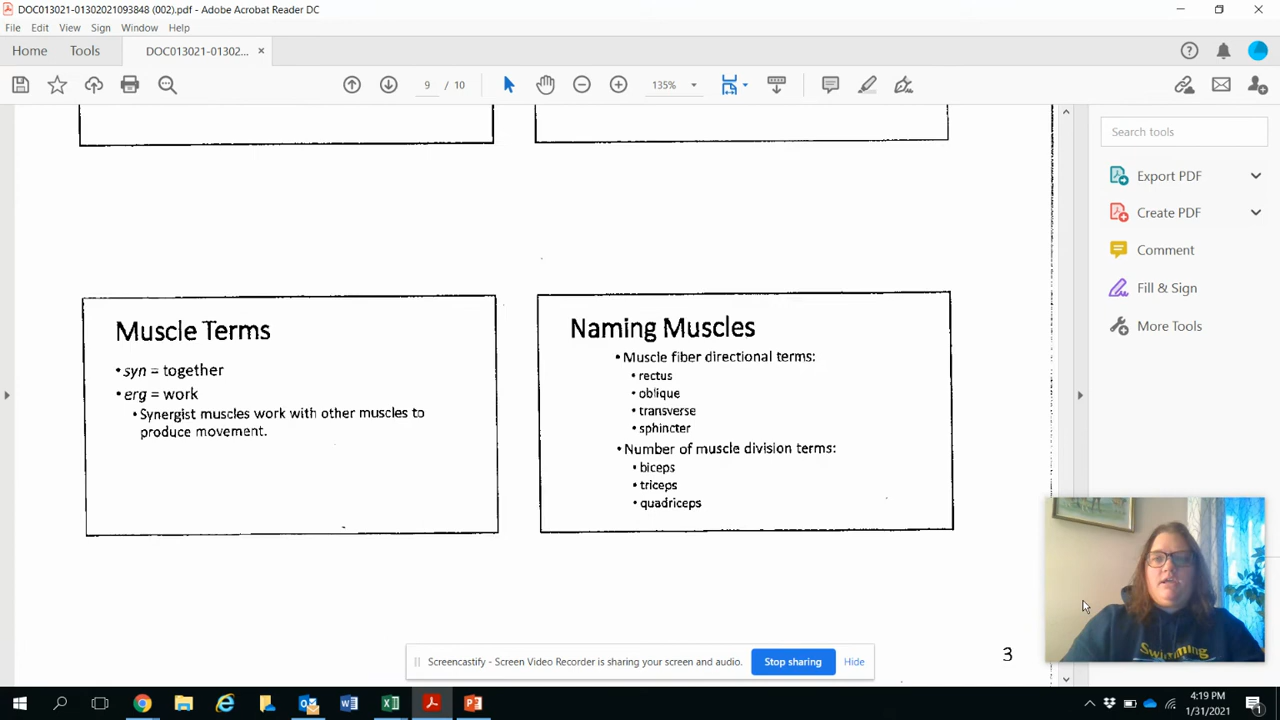 DOC013021-01302021093848 (002).pdf - Adobe Acrobat Reader DC
File Edit View Sign Window Help
Home Tools DOC013021-01302... ×
9 / 10 135%
Search tools
Export PDF
Create PDF
Comment
Fill & Sign
More Tools
Muscle Terms
•syn = together
•erg = work
•Synergist muscles work with other muscles to
produce movement.
Naming Muscles
•Muscle fiber directional terms:
•rectus
•oblique
•transverse
•sphincter
•Number of muscle division terms:
•biceps
•triceps
•quadriceps
3
Swimming
Screencastify - Screen Video Recorder is sharing your screen and audio. Stop sharing Hide
4:19 PM
1/31/2021
1